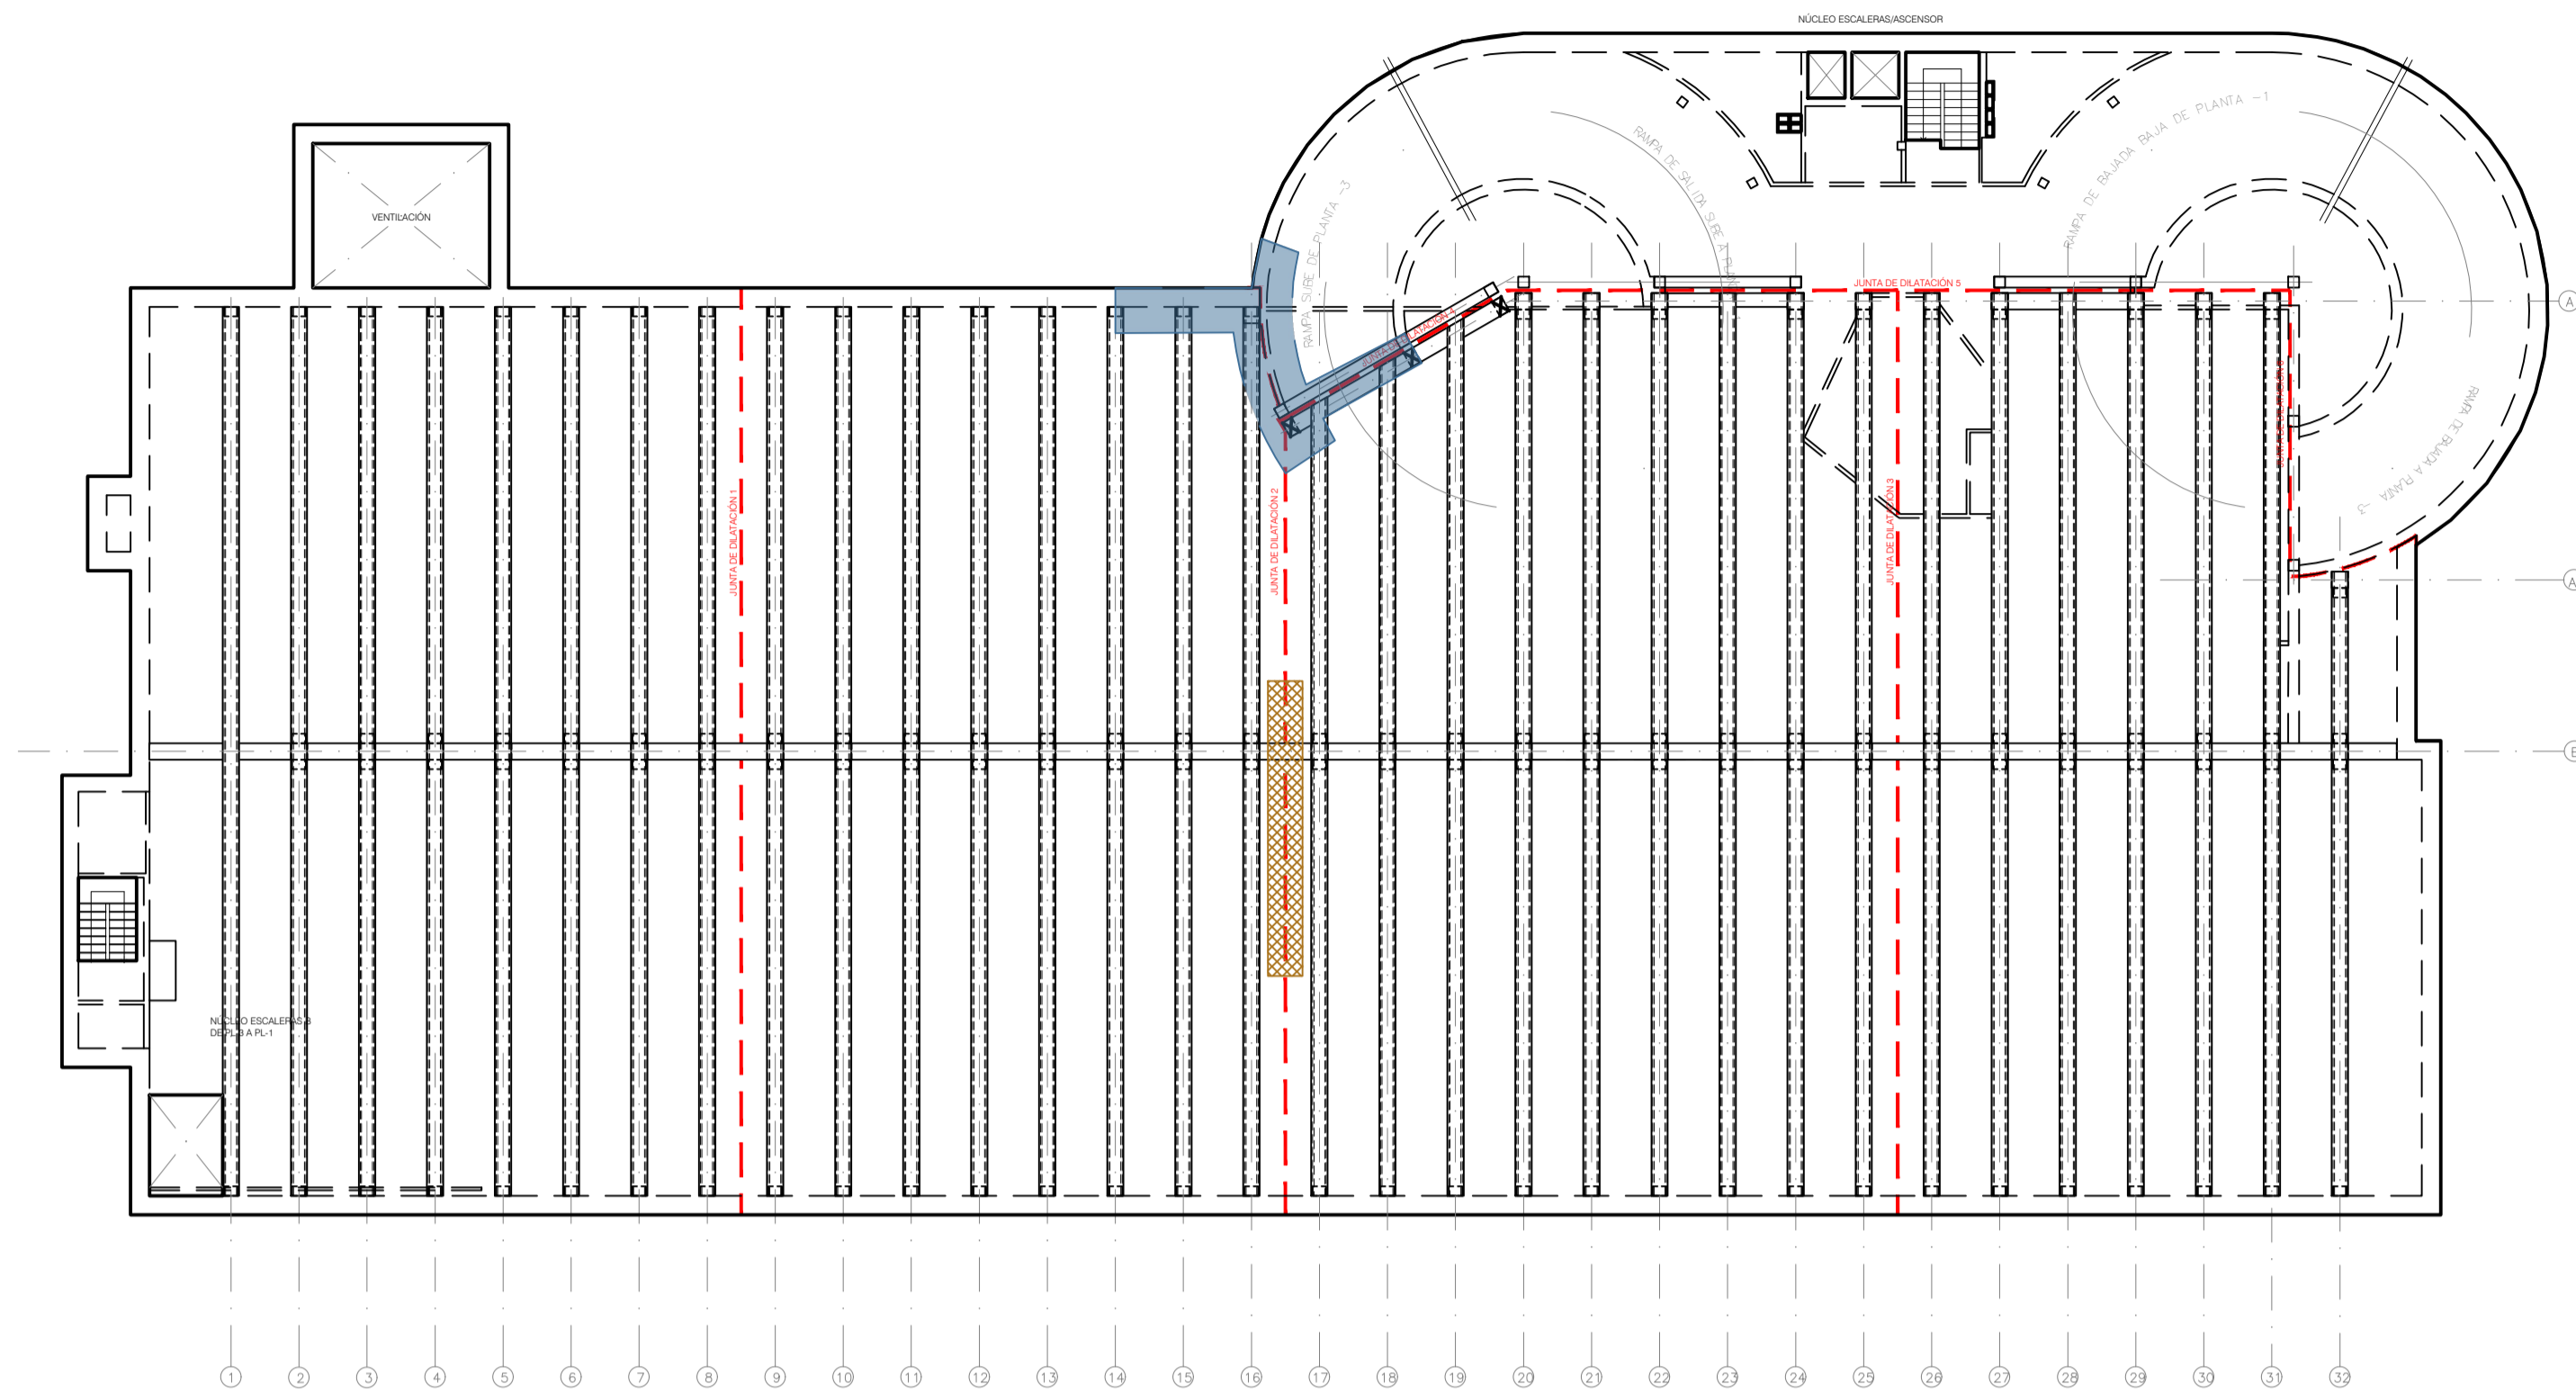 NÚCLEO ESCALERAS/ASCENSOR
RAMPA DE BAJADA BAJA DE PLANTA -1
RAMPA SUBE DE PLANTA -3
VENTILACIÓN
JUNTA DE DILATACIÓN 5
A
JUNTA DE DILATACIÓN 4
JUNTA DE DILATACIÓN 1
JUNTA DE DILATACIÓN 2
JUNTA DE DILATACIÓN 3
RAMPA DE BAJADA A PLANTA -3
A
NÚCLEO ESCALERAS B
DE PL-3 A PL-1
1 2 3 4 5 6 7 8 9 10 11 12 13 14 15 16 17 18 19 20 21 22 23 24 25 26 27 28 29 30 31 32